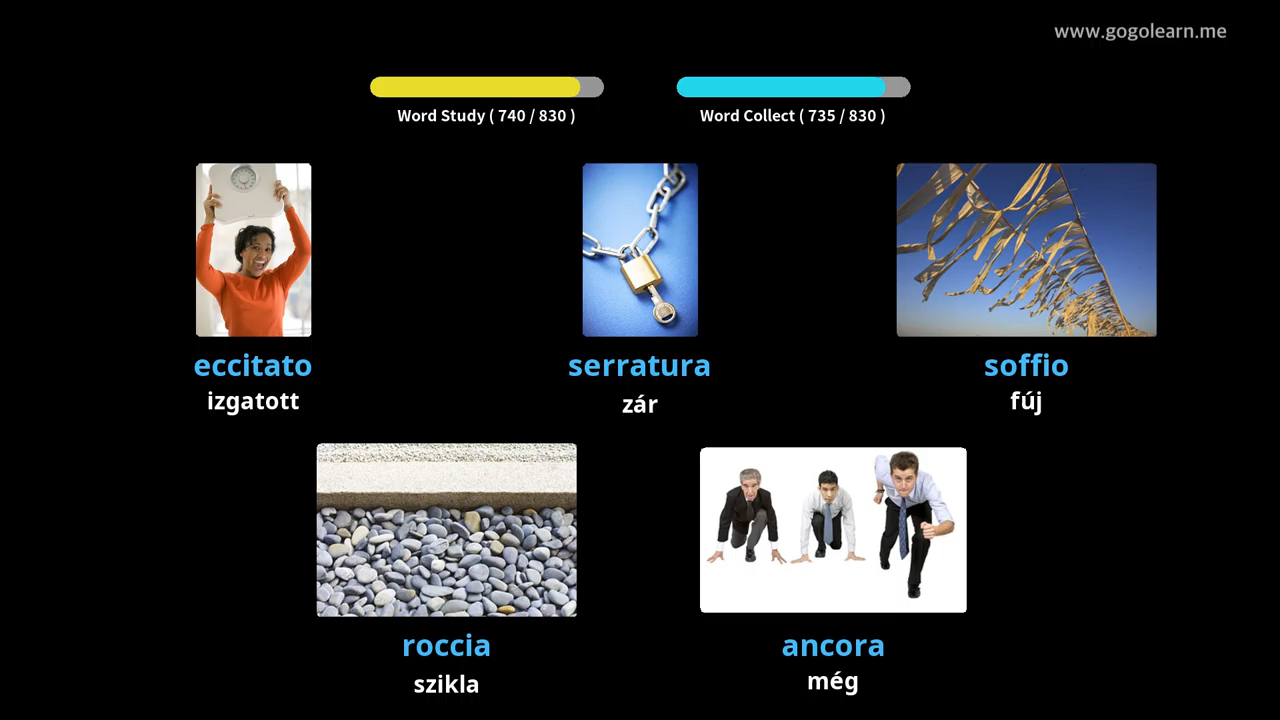 www.gogolearn.me
Word Study ( 740 / 830 )
Word Collect ( 735 / 830 )
eccitato
izgatott
serratura
zár
soffio
fúj
roccia
szikla
ancora
még